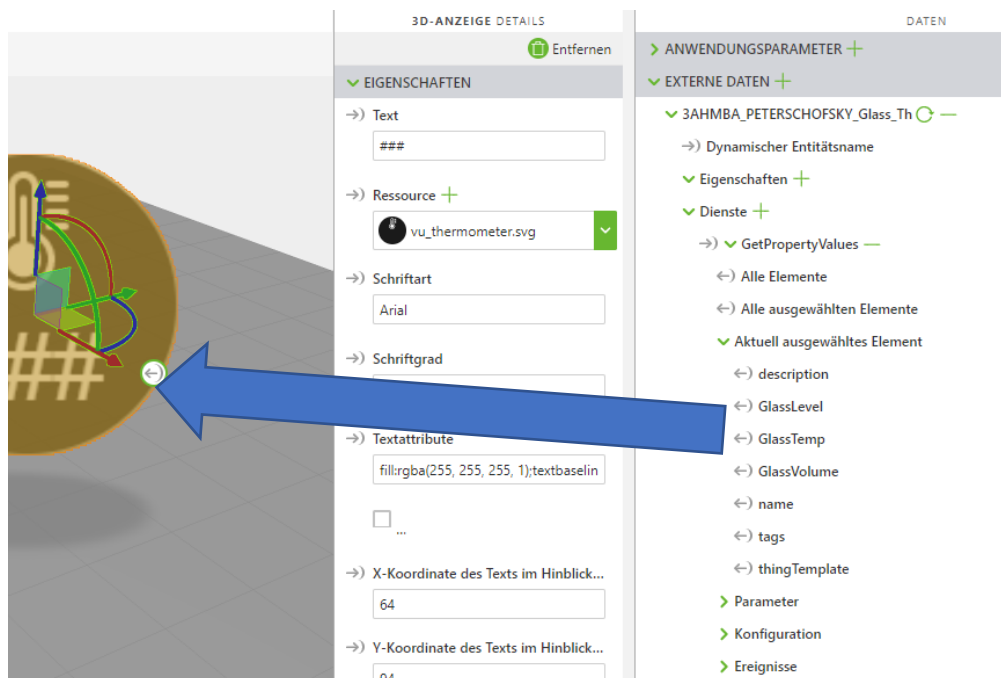 3D-ANZEIGE DETAILS
Entfernen
EIGENSCHAFTEN
Text
###
Ressource
vu_thermometer.svg
Schriftart
Arial
Schriftgrad
Textattribute
fill:rgba(255, 255, 255, 1);textbaselin
...
X-Koordinate des Texts im Hinblick...
64
Y-Koordinate des Texts im Hinblick...
DATEN
ANWENDUNGSPARAMETER
EXTERNE DATEN
3AHMBA_PETERSCHOFSKY_Glass_Th
Dynamischer Entitätsname
Eigenschaften
Dienste
GetPropertyValues
Alle Elemente
Alle ausgewählten Elemente
Aktuell ausgewähltes Element
description
GlassLevel
GlassTemp
GlassVolume
name
tags
thingTemplate
Parameter
Konfiguration
Ereignisse
###